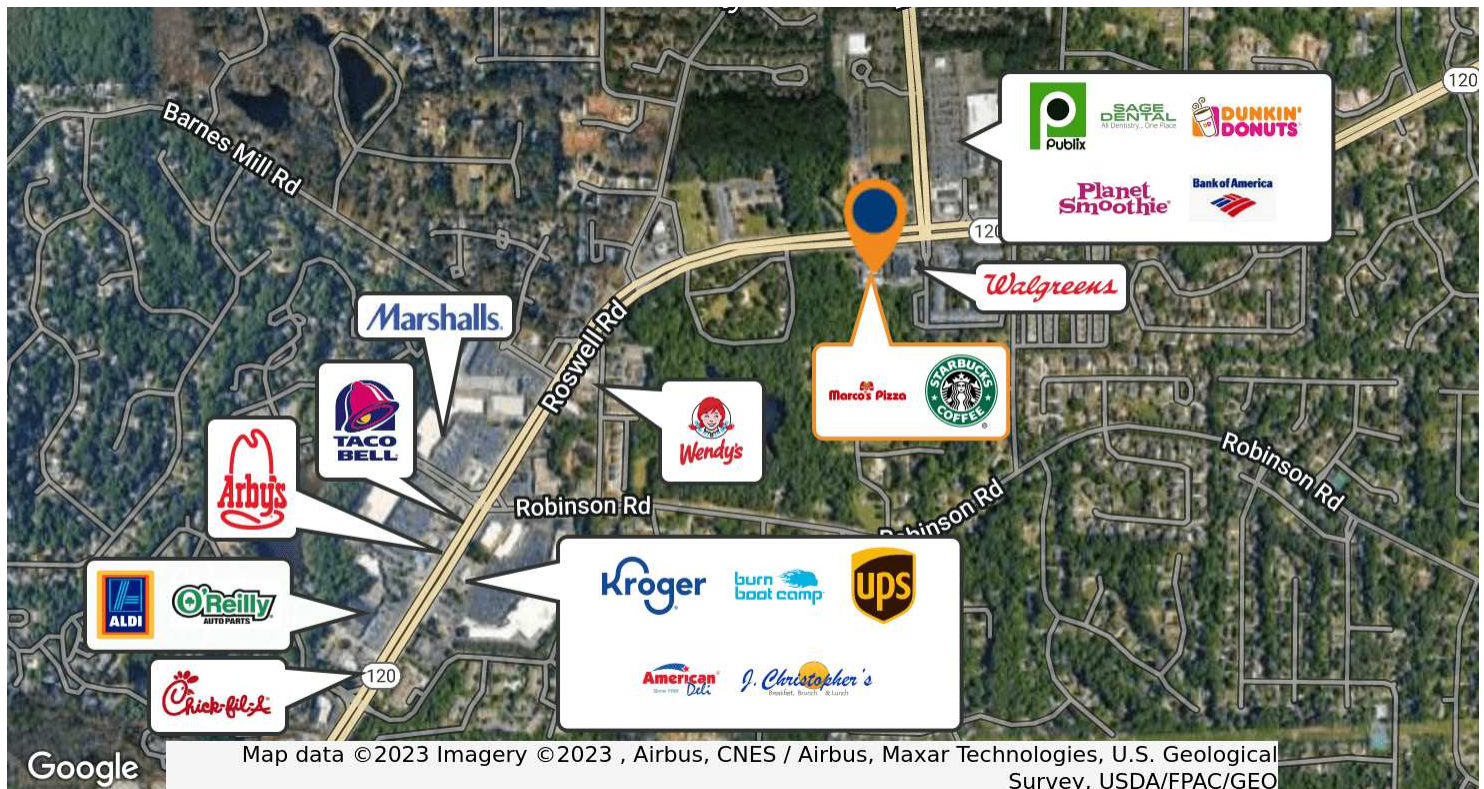 120
Barnes Mill Rd
Publix
SAGE
DENTAL
All Dentistry... One Place
DUNKIN'
DONUTS
Planet
Smoothie
Bank of America
120
Walgreens
Marshalls.
Roswell Rd
Marco's Pizza
STARBUCKS
COFFEE
TACO
BELL
Wendy's
Arby's
Robinson Rd
Robinson Rd
Robinson Rd
ALDI
O'Reilly
AUTO PARTS
Kroger
burn
boot camp
ups
American
Deli
J. Christopher's
Breakfast, Brunch & Lunch
Chick-fil-A
120
Google
Map data ©2023 Imagery ©2023 , Airbus, CNES / Airbus, Maxar Technologies, U.S. Geological
Survey, USDA/FPAC/GEO